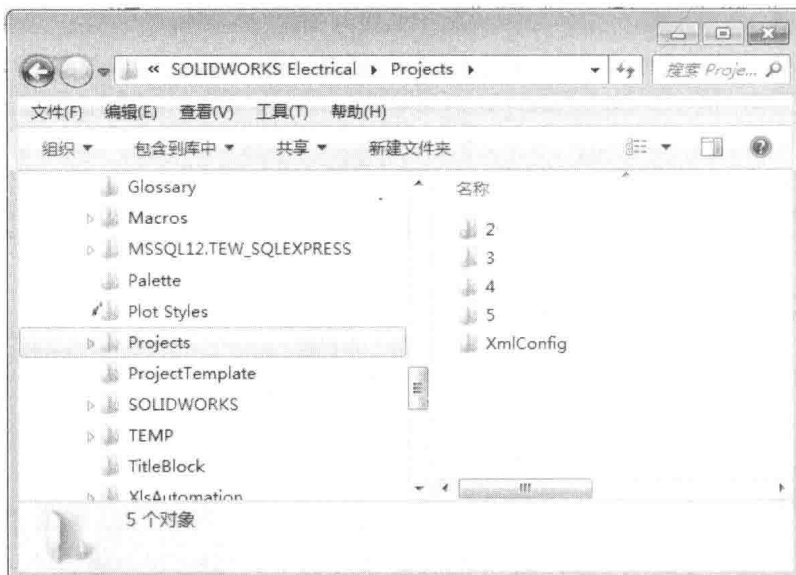 « SOLIDWORKS Electrical ▸ Projects ▸
搜索 Proje...
文件(F) 编辑(E) 查看(V) 工具(T) 帮助(H)
组织 包含到库中 共享 新建文件夹
Glossary
Macros
MSSQL12.TEW_SQLEXPRESS
Palette
Plot Styles
Projects
ProjectTemplate
SOLIDWORKS
TEMP
TitleBlock
XlsAutomation
名称
2
3
4
5
XmlConfig
5 个对象